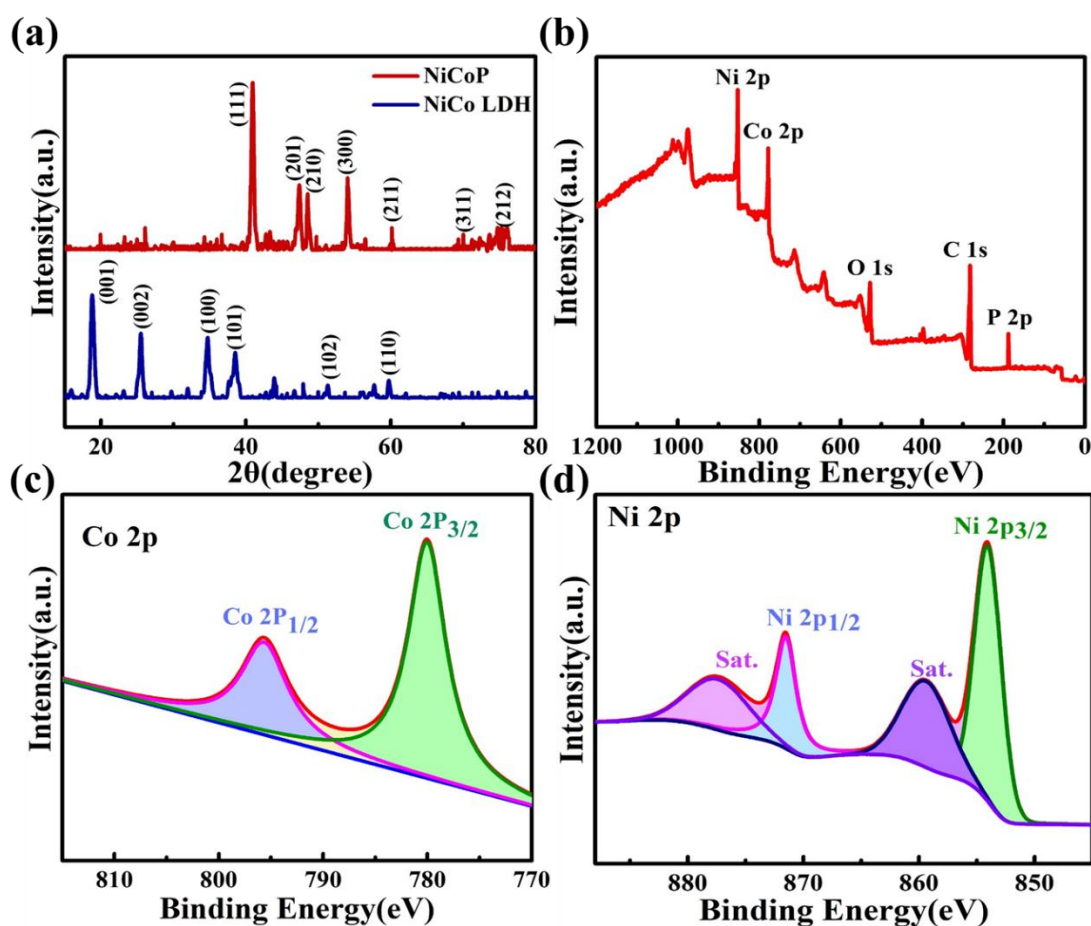 (a)
NiCoP
NiCo LDH
(111)
(201)
(210)
(300)
(211)
(311)
(212)
(001)
(002)
(100)
(101)
(102)
(110)
Intensity(a.u.)
20 40 60 80
2θ(degree)
(b)
Ni 2p
Co 2p
O 1s
C 1s
P 2p
Intensity(a.u.)
1200 1000 800 600 400 200 0
Binding Energy(eV)
(c)
Co 2p
Co 2P3/2
Co 2P1/2
Intensity(a.u.)
810 800 790 780 770
Binding Energy(eV)
(d)
Ni 2p
Ni 2p3/2
Ni 2p1/2
Sat.
Sat.
Intensity(a.u.)
880 870 860 850
Binding Energy(eV)